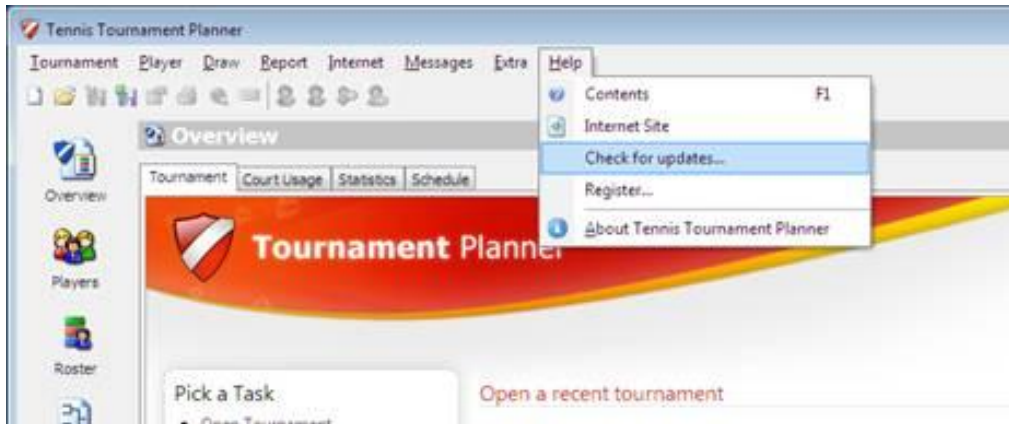 Tennis Tournament Planner
Tournament Player Draw Report Internet Messages Extra Help
Contents F1
Internet Site
Check for updates...
Register...
About Tennis Tournament Planner
Overview
Tournament Court Usage Statistics Schedule
Overview
Players
Roster
Tournament Planner
Pick a Task
Open Tournament
Open a recent tournament